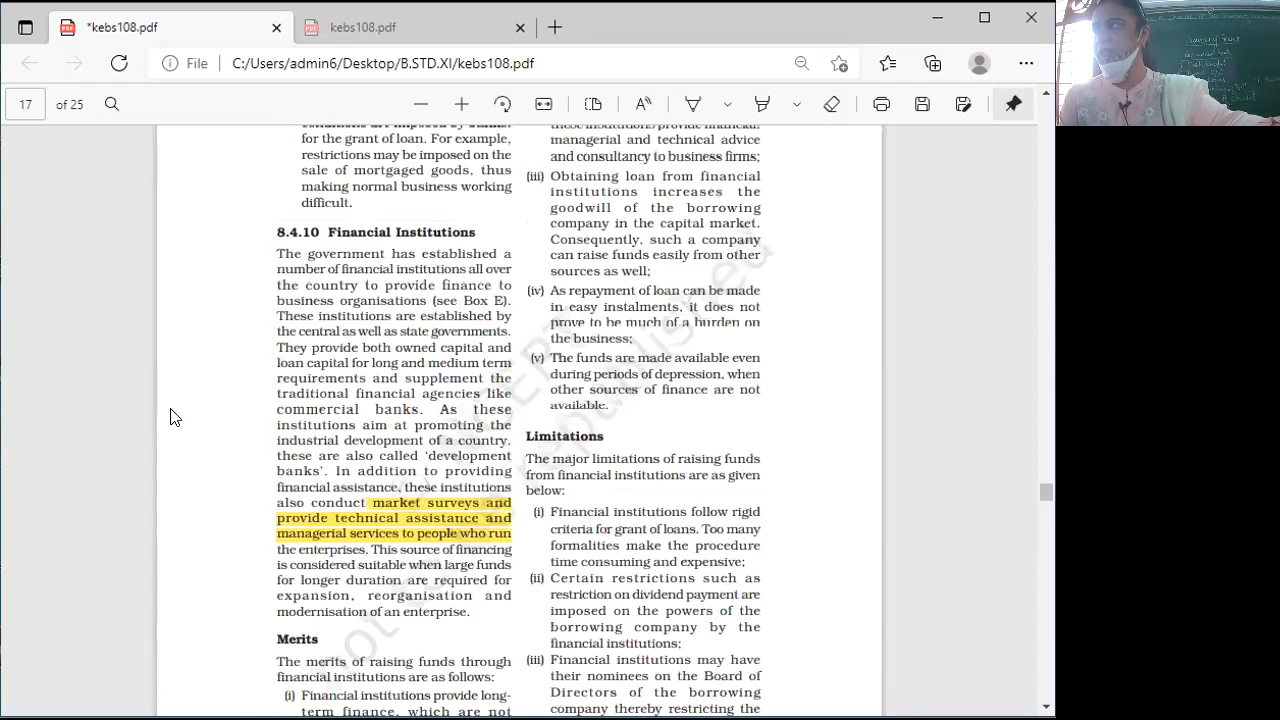 *kebs108.pdf
kebs108.pdf
File
C:/Users/admin6/Desktop/B.STD.XI/kebs108.pdf
17
of 25
for the grant of loan. For example,
restrictions may be imposed on the
sale of mortgaged goods, thus
making normal business working
difficult.
8.4.10 Financial Institutions
The government has established a
number of financial institutions all over
the country to provide finance to
business organisations (see Box E).
These institutions are established by
the central as well as state governments.
They provide both owned capital and
loan capital for long and medium term
requirements and supplement the
traditional financial agencies like
commercial banks. As these
institutions aim at promoting the
industrial development of a country,
these are also called ‘development
banks’. In addition to providing
financial assistance, these institutions
also conduct market surveys and
provide technical assistance and
managerial services to people who run
the enterprises. This source of financing
is considered suitable when large funds
for longer duration are required for
expansion, reorganisation and
modernisation of an enterprise.
Merits
The merits of raising funds through
financial institutions are as follows:
(i) Financial institutions provide long-
term finance, which are not
these institutions provide financial,
managerial and technical advice
and consultancy to business firms;
(iii) Obtaining loan from financial
institutions increases the
goodwill of the borrowing
company in the capital market.
Consequently, such a company
can raise funds easily from other
sources as well;
(iv) As repayment of loan can be made
in easy instalments, it does not
prove to be much of a burden on
the business;
(v) The funds are made available even
during periods of depression, when
other sources of finance are not
available.
Limitations
The major limitations of raising funds
from financial institutions are as given
below:
(i) Financial institutions follow rigid
criteria for grant of loans. Too many
formalities make the procedure
time consuming and expensive;
(ii) Certain restrictions such as
restriction on dividend payment are
imposed on the powers of the
borrowing company by the
financial institutions;
(iii) Financial institutions may have
their nominees on the Board of
Directors of the borrowing
company thereby restricting the